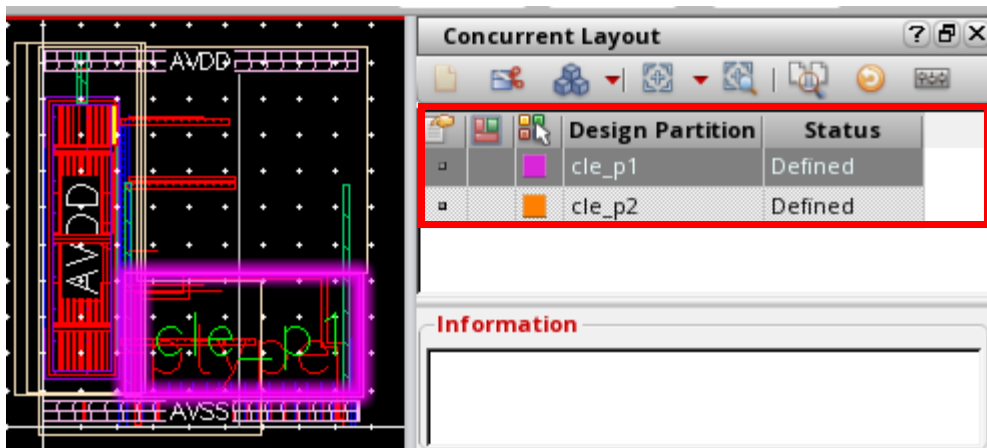 AVDD
AVDD
cle_p1
AVSS
Concurrent Layout
Design Partition Status
cle_p1 Defined
cle_p2 Defined
Information